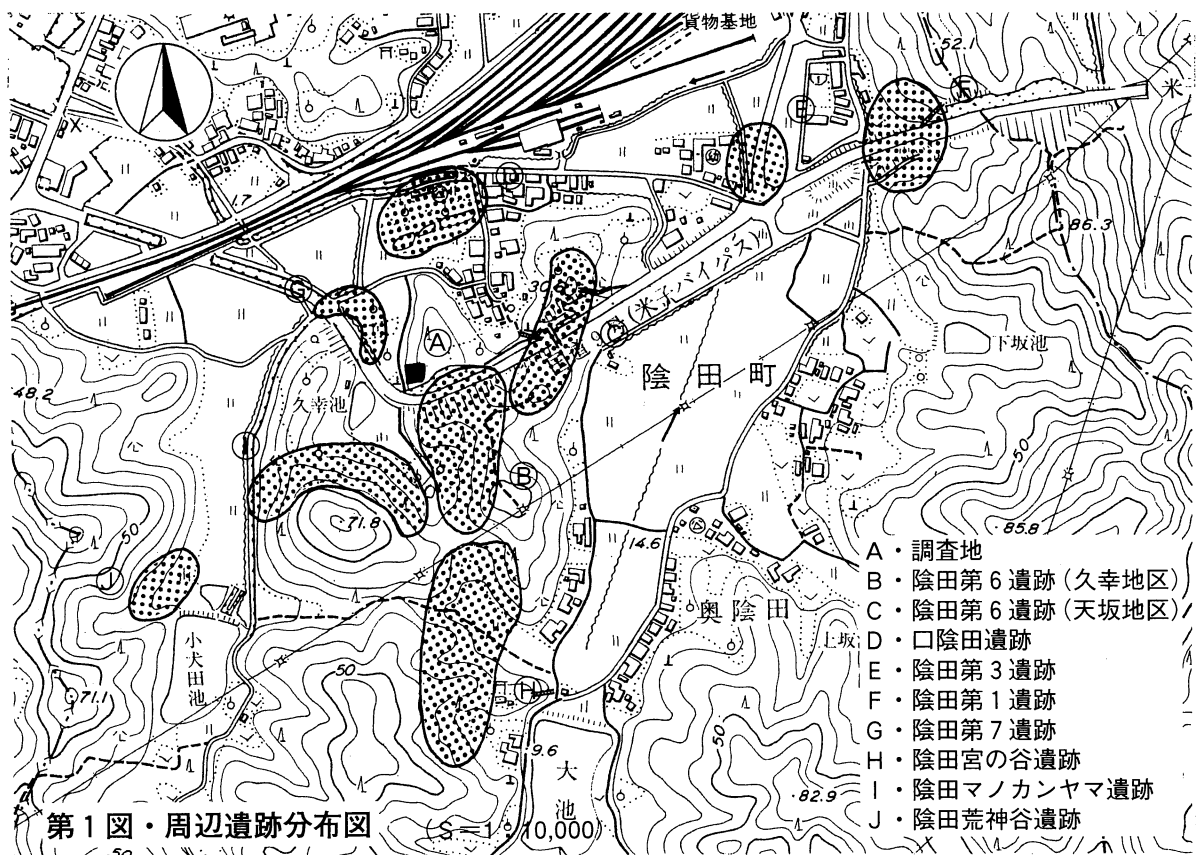 貨物基地
52.1
F
米
E
幼
D
1.7
86.3
G
(米子バイパス)
A
C
下坂池
陰田町
48.2
久幸池
B
I
50
71.8
50
85.8
14.6
J
奥陰田
上坂
小犬田池
71.1
H
50
50
9.6
大池
82.9
50
A・調査地
B・陰田第6遺跡(久幸地区)
C・陰田第6遺跡(天坂地区)
D・口陰田遺跡
E・陰田第3遺跡
F・陰田第1遺跡
G・陰田第7遺跡
H・陰田宮の谷遺跡
I・陰田マノカンヤマ遺跡
J・陰田荒神谷遺跡
第1図・周辺遺跡分布図 (S=1:10,000)